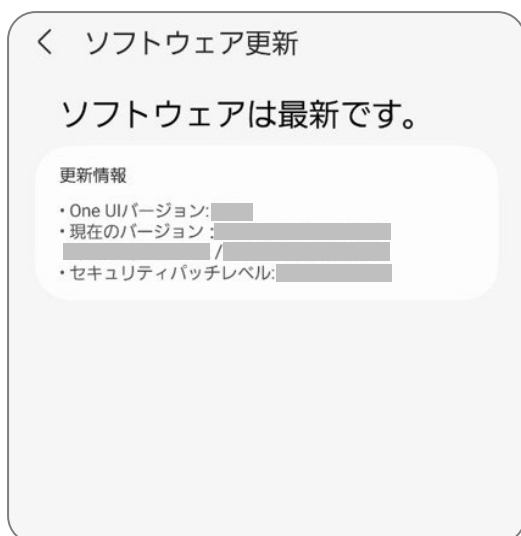 ソフトウェア更新
ソフトウェアは最新です。
更新情報
・One UIバージョン:
・現在のバージョン :
/
・セキュリティパッチレベル: